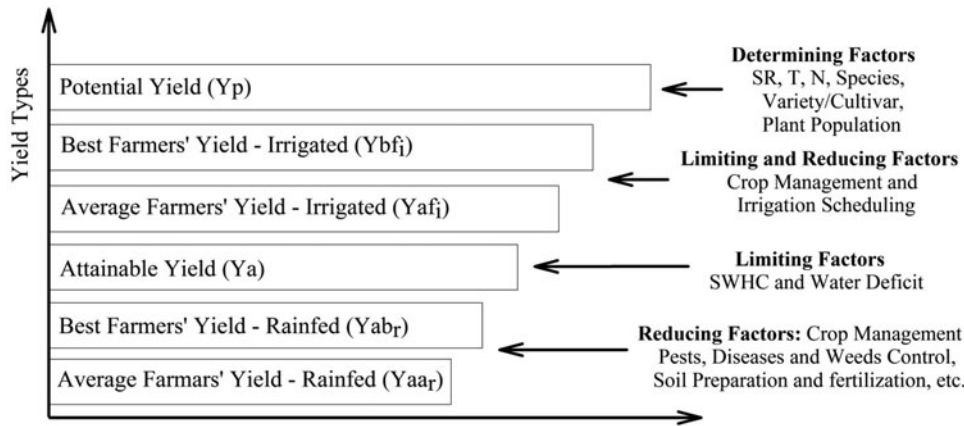 Yield Types
Potential Yield (Yp)
Best Farmers' Yield - Irrigated (Ybfi)
Average Farmers' Yield - Irrigated (Yafi)
Attainable Yield (Ya)
Best Farmers' Yield - Rainfed (Yabr)
Average Farmars' Yield - Rainfed (Yaar)
Determining Factors
SR, T, N, Species,
Variety/Cultivar,
Plant Population
Limiting and Reducing Factors
Crop Management and
Irrigation Scheduling
Limiting Factors
SWHC and Water Deficit
Reducing Factors: Crop Management
Pests, Diseases and Weeds Control,
Soil Preparation and fertilization, etc.